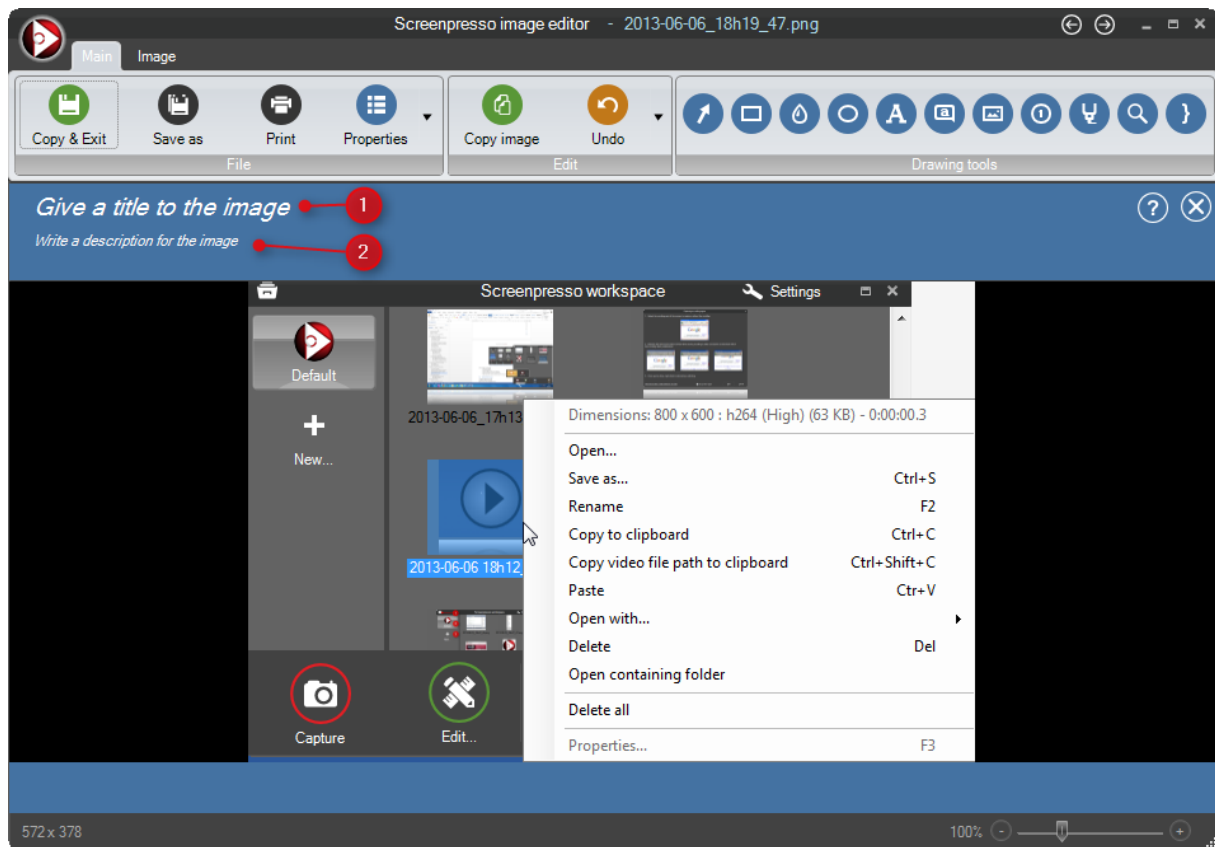 Screenpresso image editor - 2013-06-06_18h19_47.png
Main Image
Copy & Exit Save as Print Properties Copy image Undo
File Edit Drawing tools
Give a title to the image 1
Write a description for the image 2
Screenpresso workspace Settings
Default
2013-06-06_17h13
New...
Dimensions: 800 x 600 : h264 (High) (63 KB) - 0:00:00.3
Open...
Save as... Ctrl+S
Rename F2
Copy to clipboard Ctrl+C
Copy video file path to clipboard Ctrl+Shift+C
2013-06-06 18h12_
Paste Ctr+V
Open with...
Delete Del
Open containing folder
Delete all
Properties... F3
Capture Edit...
572 x 378 100%